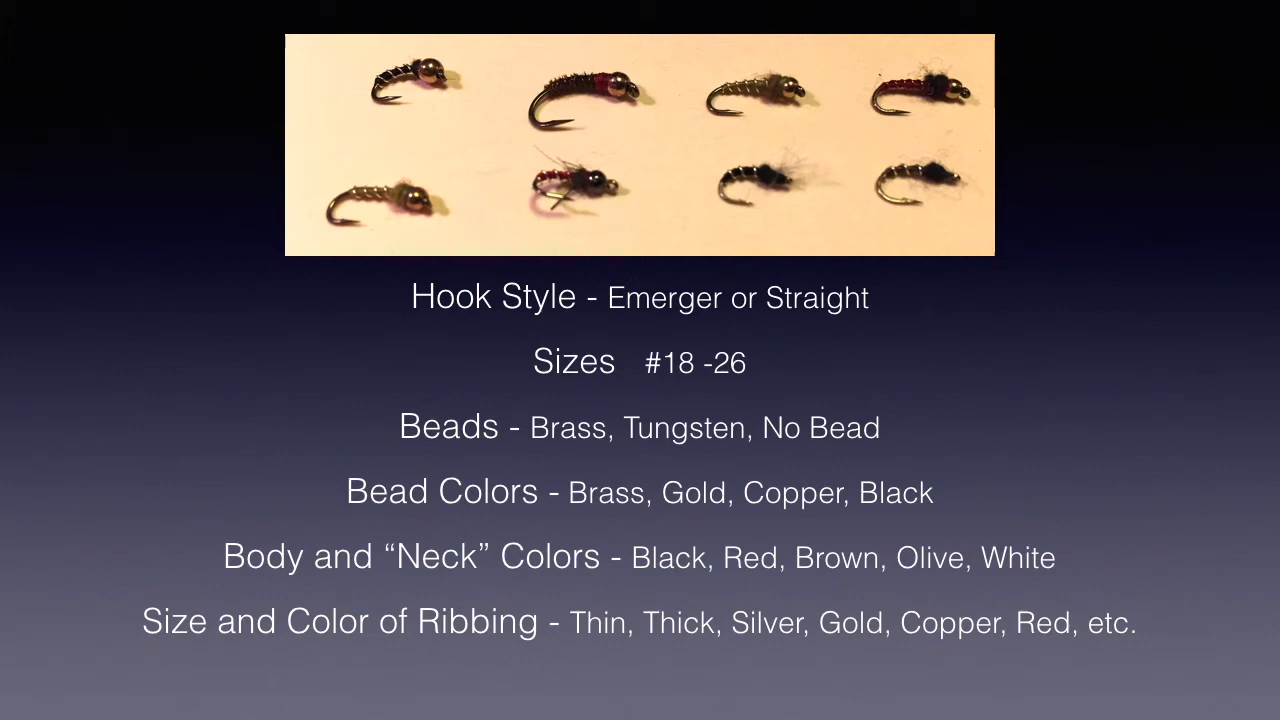 Hook Style - Emerger or Straight
Sizes #18 -26
Beads - Brass, Tungsten, No Bead
Bead Colors - Brass, Gold, Copper, Black
Body and “Neck” Colors - Black, Red, Brown, Olive, White
Size and Color of Ribbing - Thin, Thick, Silver, Gold, Copper, Red, etc.